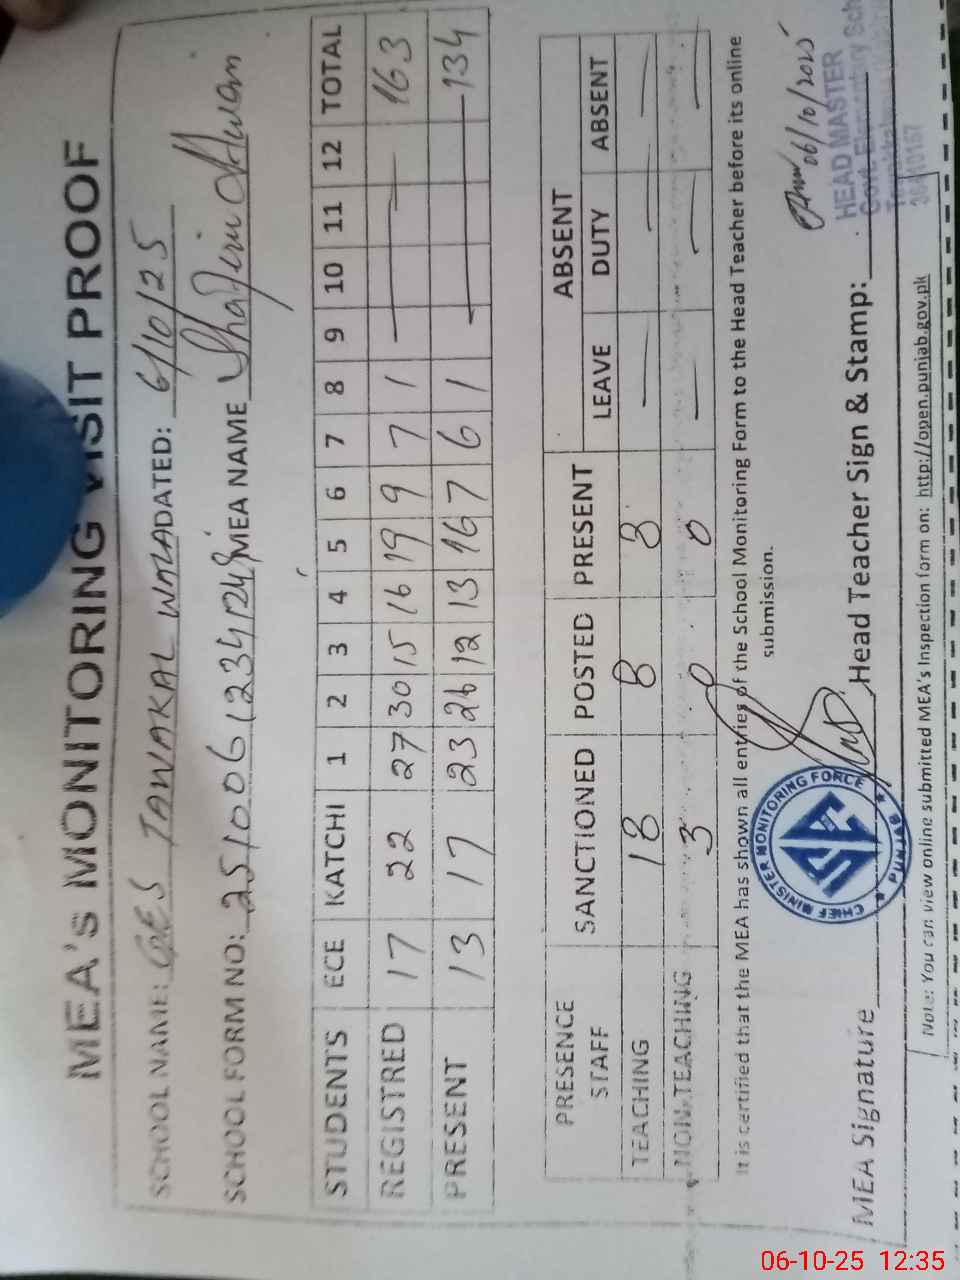 MEA's MONITORING VISIT PROOF
SCHOOL NAME: GES TAWAKAL DATED: 6/10/25
SCHOOL FORM NO: MEA NAME
STUDENTS ECE KATCHI 1 2 3 4 5 6 7 8 9 10 11 12 TOTAL
REGISTRED 17 22 27 30 15 16 19 9 7 1 — 163
PRESENT 13 17 23 26 12 13 16 7 6 1 — 134
PRESENCE STAFF SANCTIONED POSTED PRESENT ABSENT
LEAVE DUTY ABSENT
TEACHING 18 8 8 — — —
NON-TEACHING 3 0 0 — — —
It is certified that the MEA has shown all entries of the School Monitoring Form to the Head Teacher before its online
submission.
06/10/2025
HEAD MASTER
Govt. Elementary Sch
MEA Signature Head Teacher Sign & Stamp:
CHIEF MINISTER MONITORING FORCE PUNJAB
Note: You can view online submitted MEA's Inspection form on: http://open.punjab.gov.pk
06-10-25 12:35